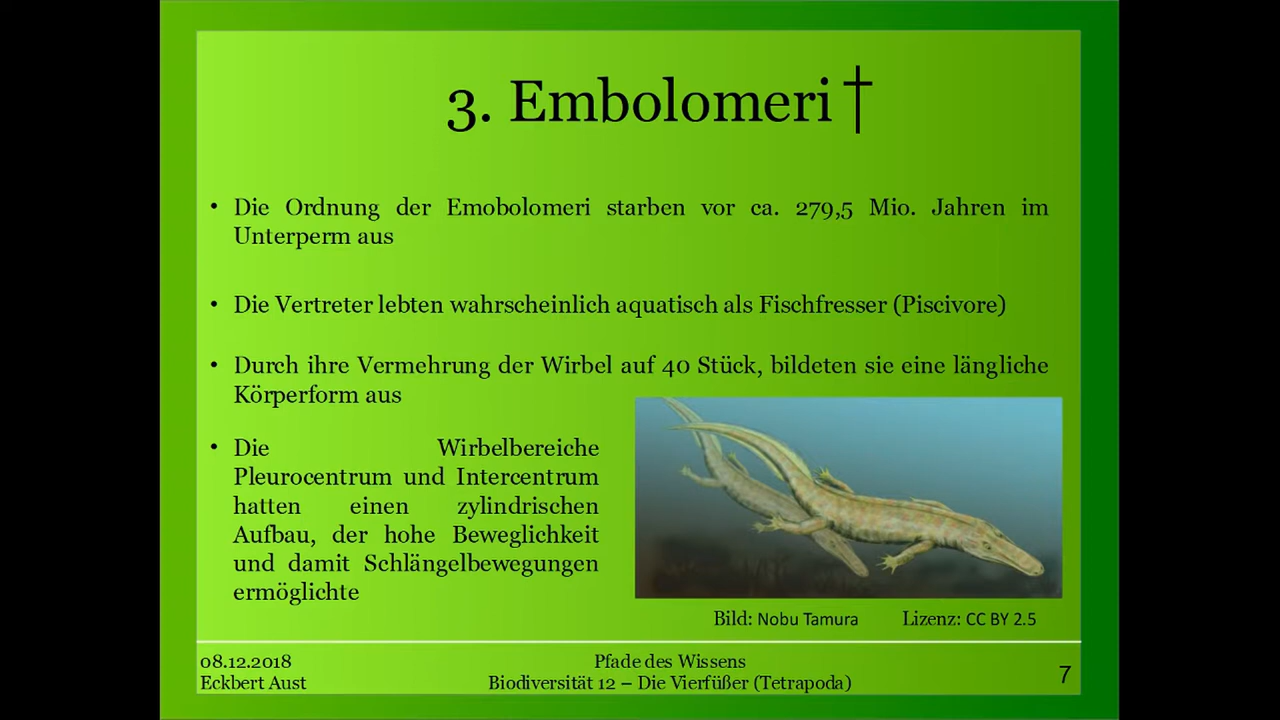 3. Embolomeri †
• Die Ordnung der Emobolomeri starben vor ca. 279,5 Mio. Jahren im
Unterperm aus
• Die Vertreter lebten wahrscheinlich aquatisch als Fischfresser (Piscivore)
• Durch ihre Vermehrung der Wirbel auf 40 Stück, bildeten sie eine längliche
Körperform aus
• Die Wirbelbereiche
Pleurocentrum und Intercentrum
hatten einen zylindrischen
Aufbau, der hohe Beweglichkeit
und damit Schlängelbewegungen
ermöglichte
Bild: Nobu Tamura Lizenz: CC BY 2.5
08.12.2018
Eckbert Aust
Pfade des Wissens
Biodiversität 12 – Die Vierfüßer (Tetrapoda)
7